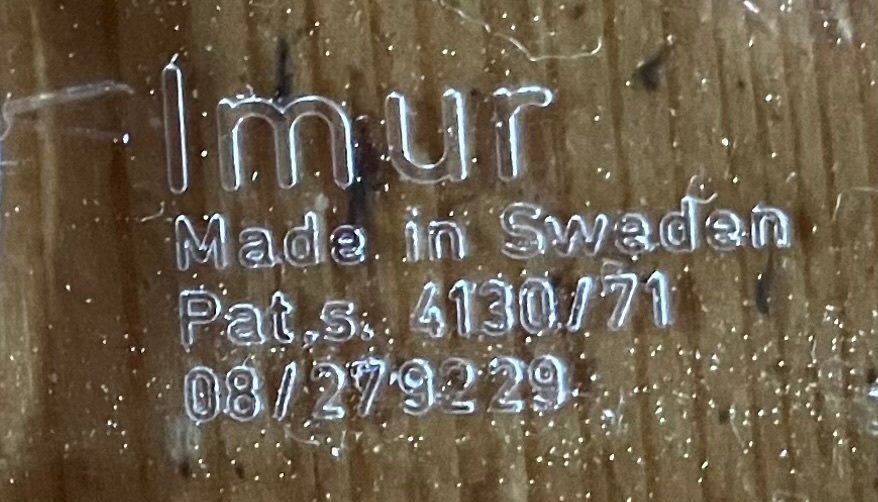 Imur
Made in Sweden
Pat.s. 4130/71
08/279229